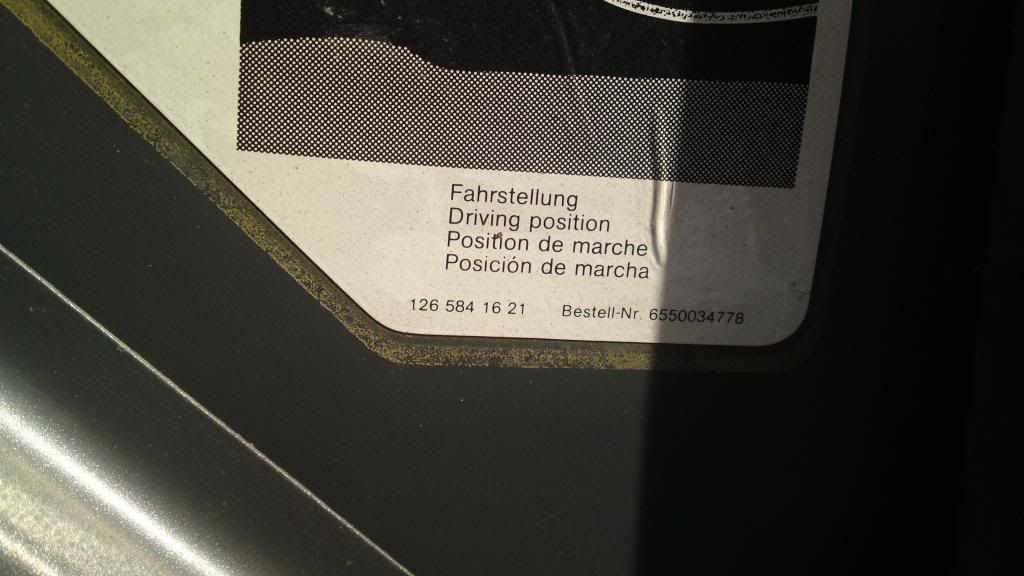 Fahrstellung
Driving position
Position de marche
Posición de marcha
126 584 16 21 Bestell-Nr. 6550034778